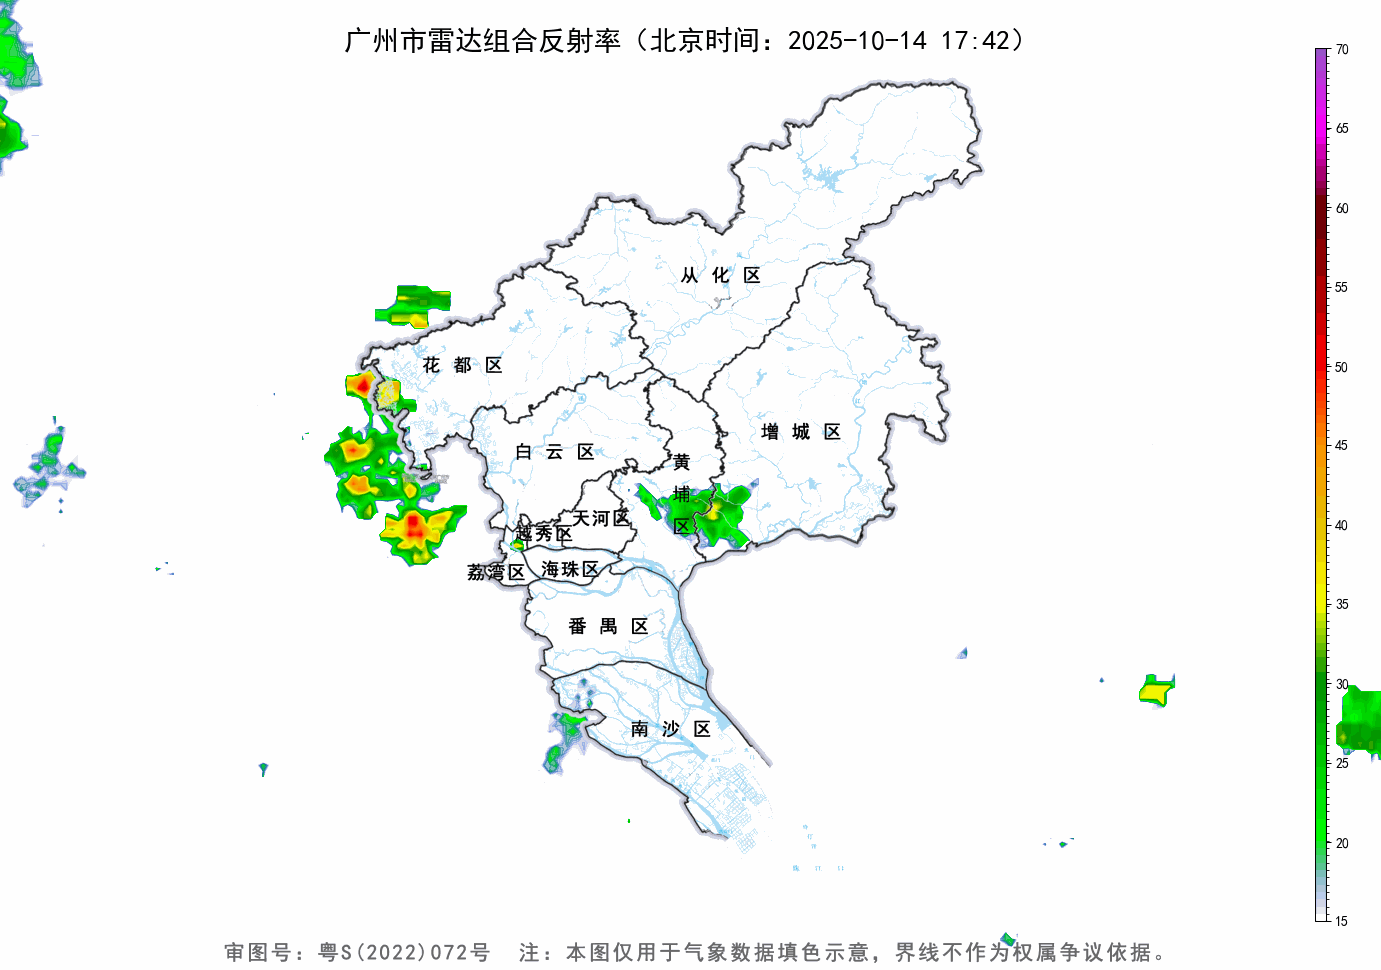 广州市雷达组合反射率（北京时间：2025-10-14 17:42）
70
65
60
55
50
45
40
35
30
25
20
15
从化区
花都区
增城区
白云区
黄埔区
天河区
越秀区
荔湾区
海珠区
番禺区
南沙区
审图号：粤S(2022)072号 注：本图仅用于气象数据填色示意，界线不作为权属争议依据。